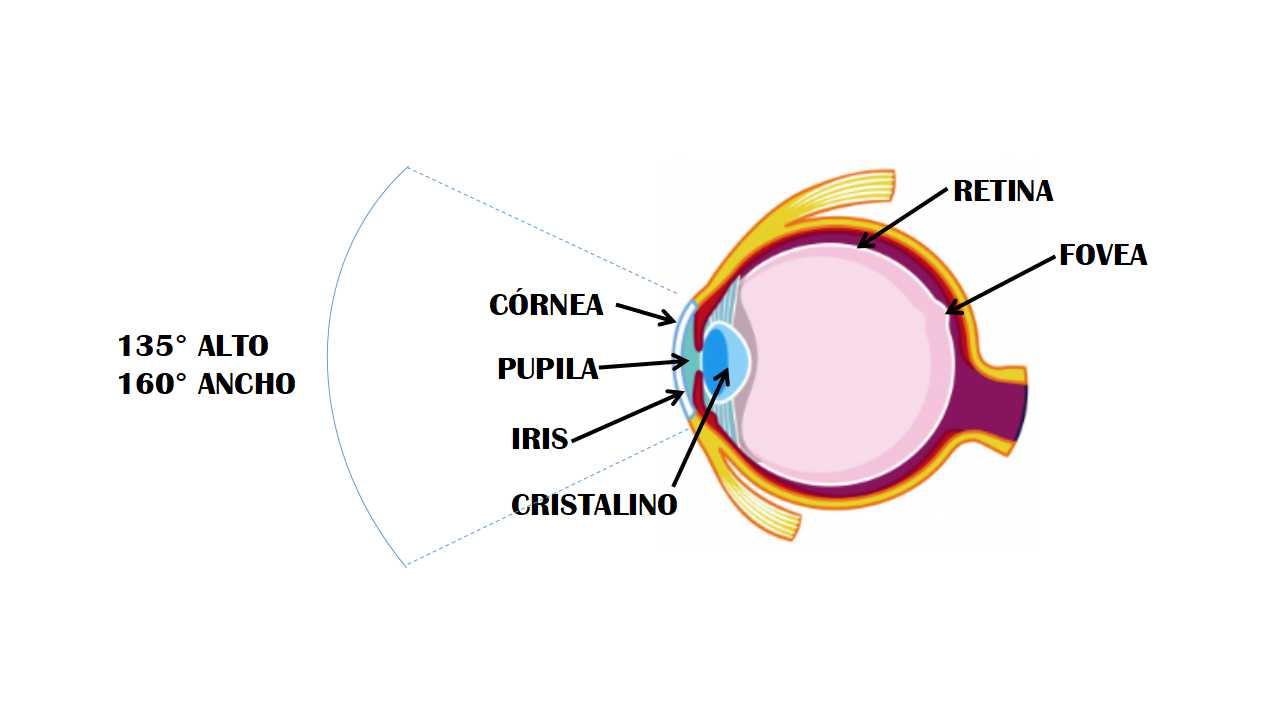 RETINA
FOVEA
CÓRNEA
135° ALTO
160° ANCHO
PUPILA
IRIS
CRISTALINO